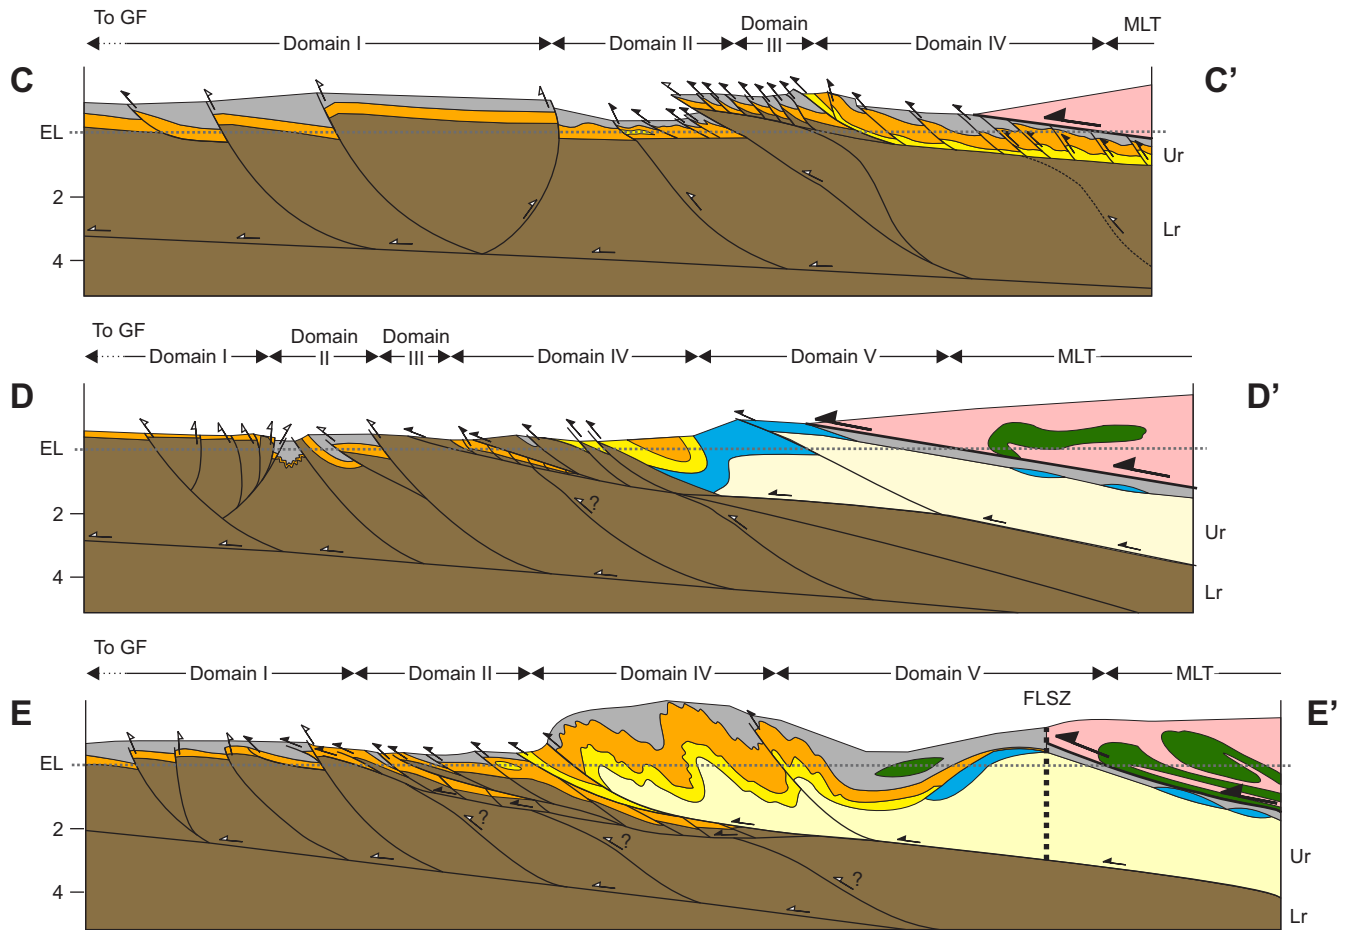 To GF
Domain I
Domain II
Domain
III
Domain IV
MLT
C
C’
EL
Ur
2
Lr
4
To GF
Domain I
Domain
II
Domain
III
Domain IV
Domain V
MLT
D
D’
EL
?
2
Ur
4
Lr
To GF
Domain I
Domain II
Domain IV
Domain V
MLT
FLSZ
E
E’
EL
?
2
?
Ur
?
4
Lr